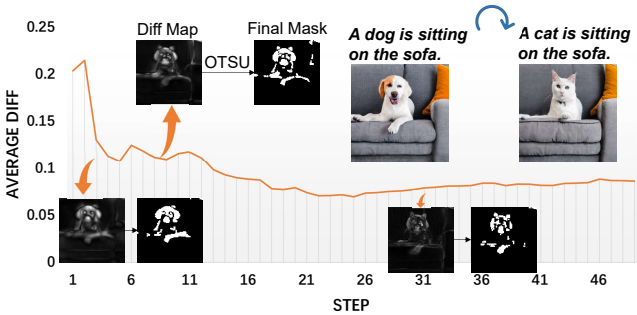 0.25
0.2
0.15
0.1
0.05
0
AVERAGE DIFF
Diff Map
OTSU
Final Mask
A dog is sitting
on the sofa.
A cat is sitting
on the sofa.
1
6
11
16
21
26
31
36
41
46
STEP